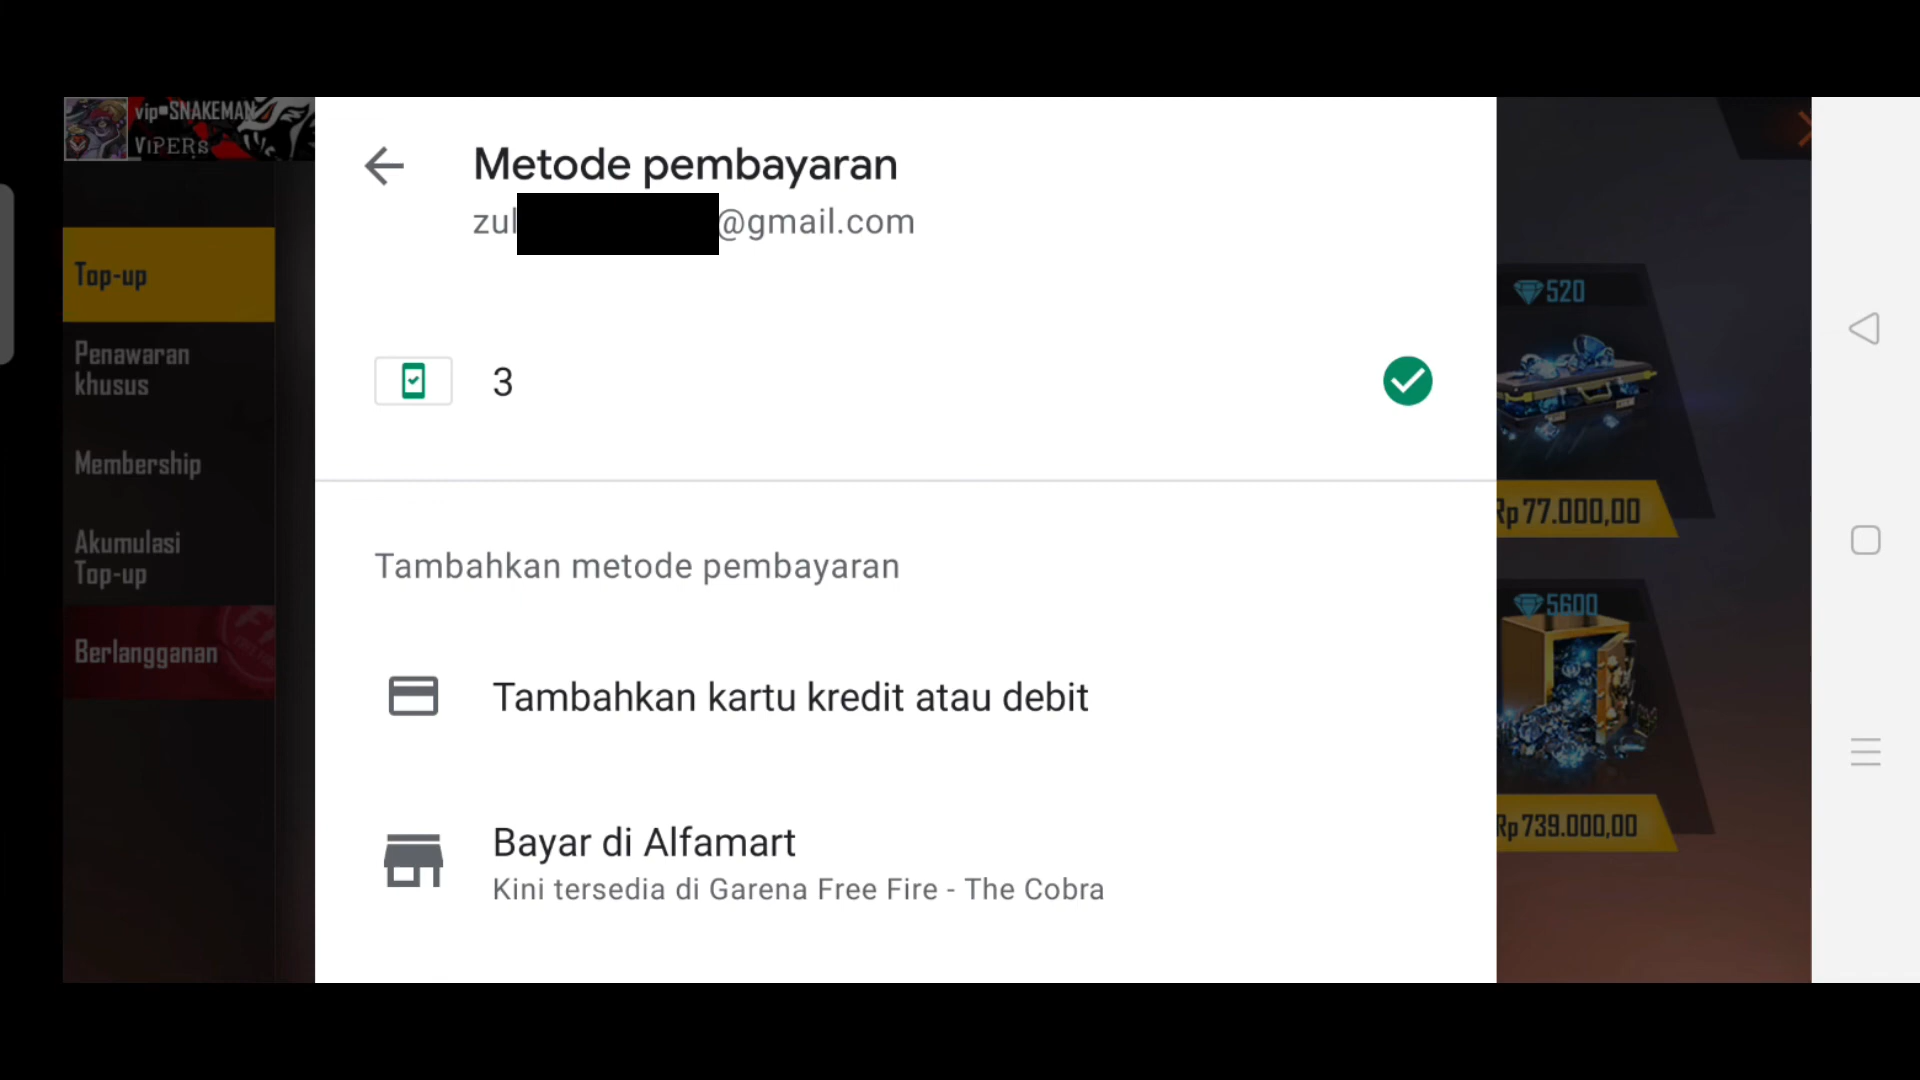 vip■SNAKEMAN
ViPERs
Metode pembayaran
zul
@gmail.com
Top-up
Penawaran
khusus
Membership
Akumulasi
Top-up
Berlangganan
3
Tambahkan metode pembayaran
Tambahkan kartu kredit atau debit
Bayar di Alfamart
Kini tersedia di Garena Free Fire - The Cobra
520
Rp 77.000,00
5600
Rp 739.000,00